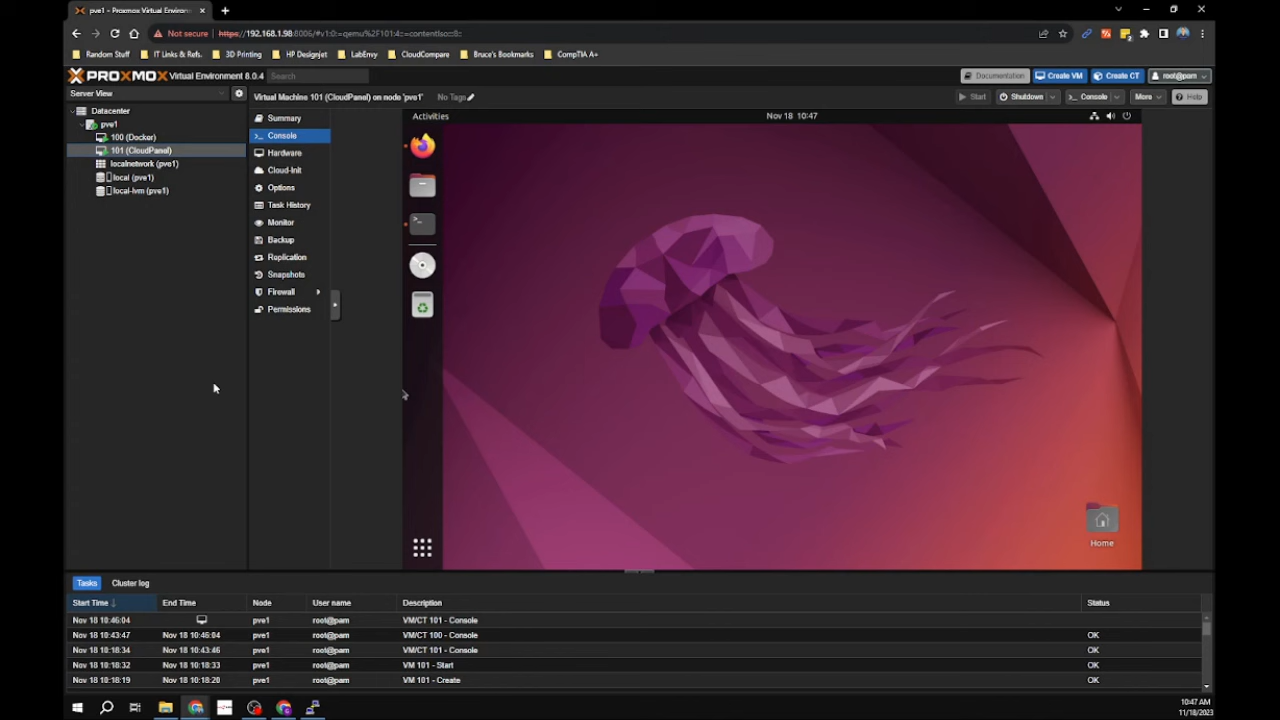 pve1 - Proxmox Virtual Environm
Not secure https://192.168.1.98:8006/#v1:0:=qemu%2F101:4:=contentIso:::8::
Random Stuff IT Links & Refs. 3D Printing HP Designjet LabEnvy CloudCompare Bruce's Bookmarks CompTIA A+
PROXMOX Virtual Environment 8.0.4 Search Documentation Create VM Create CT root@pam
Server View Virtual Machine 101 (CloudPanel) on node 'pve1' No Tags Start Shutdown Console More Help
Datacenter
pve1
100 (Docker)
101 (CloudPanel)
localnetwork (pve1)
local (pve1)
local-lvm (pve1)
Summary
Console
Hardware
Cloud-Init
Options
Task History
Monitor
Backup
Replication
Snapshots
Firewall
Permissions
Activities Nov 18 10:47
Home
Tasks Cluster log
Start Time End Time Node User name Description Status
Nov 18 10:46:04 pve1 root@pam VM/CT 101 - Console
Nov 18 10:43:47 Nov 18 10:46:04 pve1 root@pam VM/CT 100 - Console OK
Nov 18 10:18:34 Nov 18 10:43:46 pve1 root@pam VM/CT 101 - Console OK
Nov 18 10:18:32 Nov 18 10:18:33 pve1 root@pam VM 101 - Start OK
Nov 18 10:18:19 Nov 18 10:18:20 pve1 root@pam VM 101 - Create OK
10:47 AM
11/18/2023